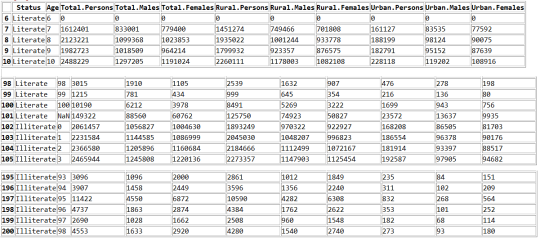 Status Age Total.Persons Total.Males Total.Females Rural.Persons Rural.Males Rural.Females Urban.Persons Urban.Males Urban.Females
6 Literate 6 0 0 0 0 0 0 0 0 0
7 Literate 7 1612401 833001 779400 1451274 749466 701808 161127 83535 77592
8 Literate 8 2123221 1099368 1023853 1935022 1001244 933778 188199 98124 90075
9 Literate 9 1982723 1018509 964214 1799932 923357 876575 182791 95152 87639
10 Literate 10 2488229 1297205 1191024 2260111 1178003 1082108 228118 119202 108916
98 Literate 98 3015 1910 1105 2539 1632 907 476 278 198
99 Literate 99 1215 781 434 999 645 354 216 136 80
100 Literate 100 10190 6212 3978 8491 5269 3222 1699 943 756
101 Literate NaN 149322 88560 60762 125750 74923 50827 23572 13637 9935
102 Illiterate 0 2061457 1056827 1004630 1893249 970322 922927 168208 86505 81703
103 Illiterate 1 2231584 1144585 1086999 2045030 1048207 996823 186554 96378 90176
104 Illiterate 2 2366580 1205896 1160684 2184666 1112499 1072167 181914 93397 88517
105 Illiterate 3 2465944 1245808 1220136 2273357 1147903 1125454 192587 97905 94682
195 Illiterate 93 3096 1096 2000 2861 1012 1849 235 84 151
196 Illiterate 94 3907 1458 2449 3596 1356 2240 311 102 209
197 Illiterate 95 11422 4550 6872 10590 4282 6308 832 268 564
198 Illiterate 96 4737 1863 2874 4384 1762 2622 353 101 252
199 Illiterate 97 2690 1028 1662 2508 960 1548 182 68 114
200 Illiterate 98 4553 1633 2920 4280 1540 2740 273 93 180